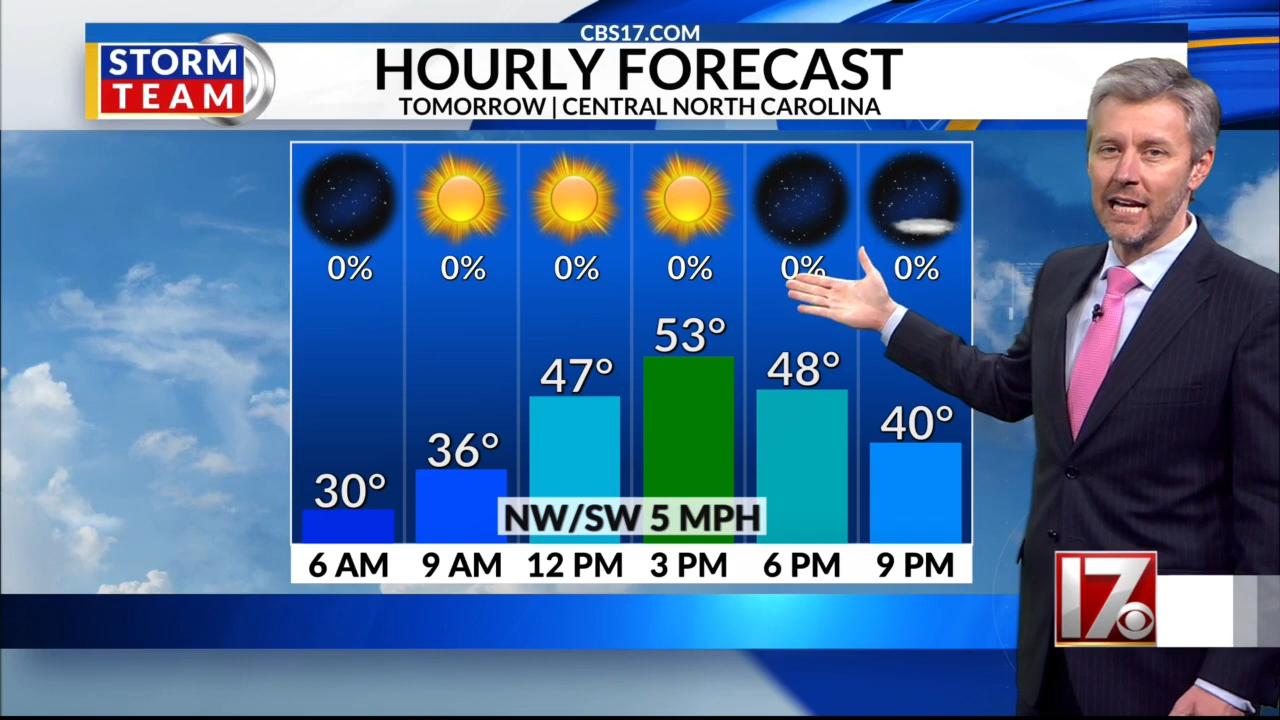 CBS17.COM
STORM
TEAM
HOURLY FORECAST
TOMORROW | CENTRAL NORTH CAROLINA
0% 0% 0% 0% 0% 0%
30° 36° 47° 53° 48° 40°
NW/SW 5 MPH
6 AM 9 AM 12 PM 3 PM 6 PM 9 PM
17